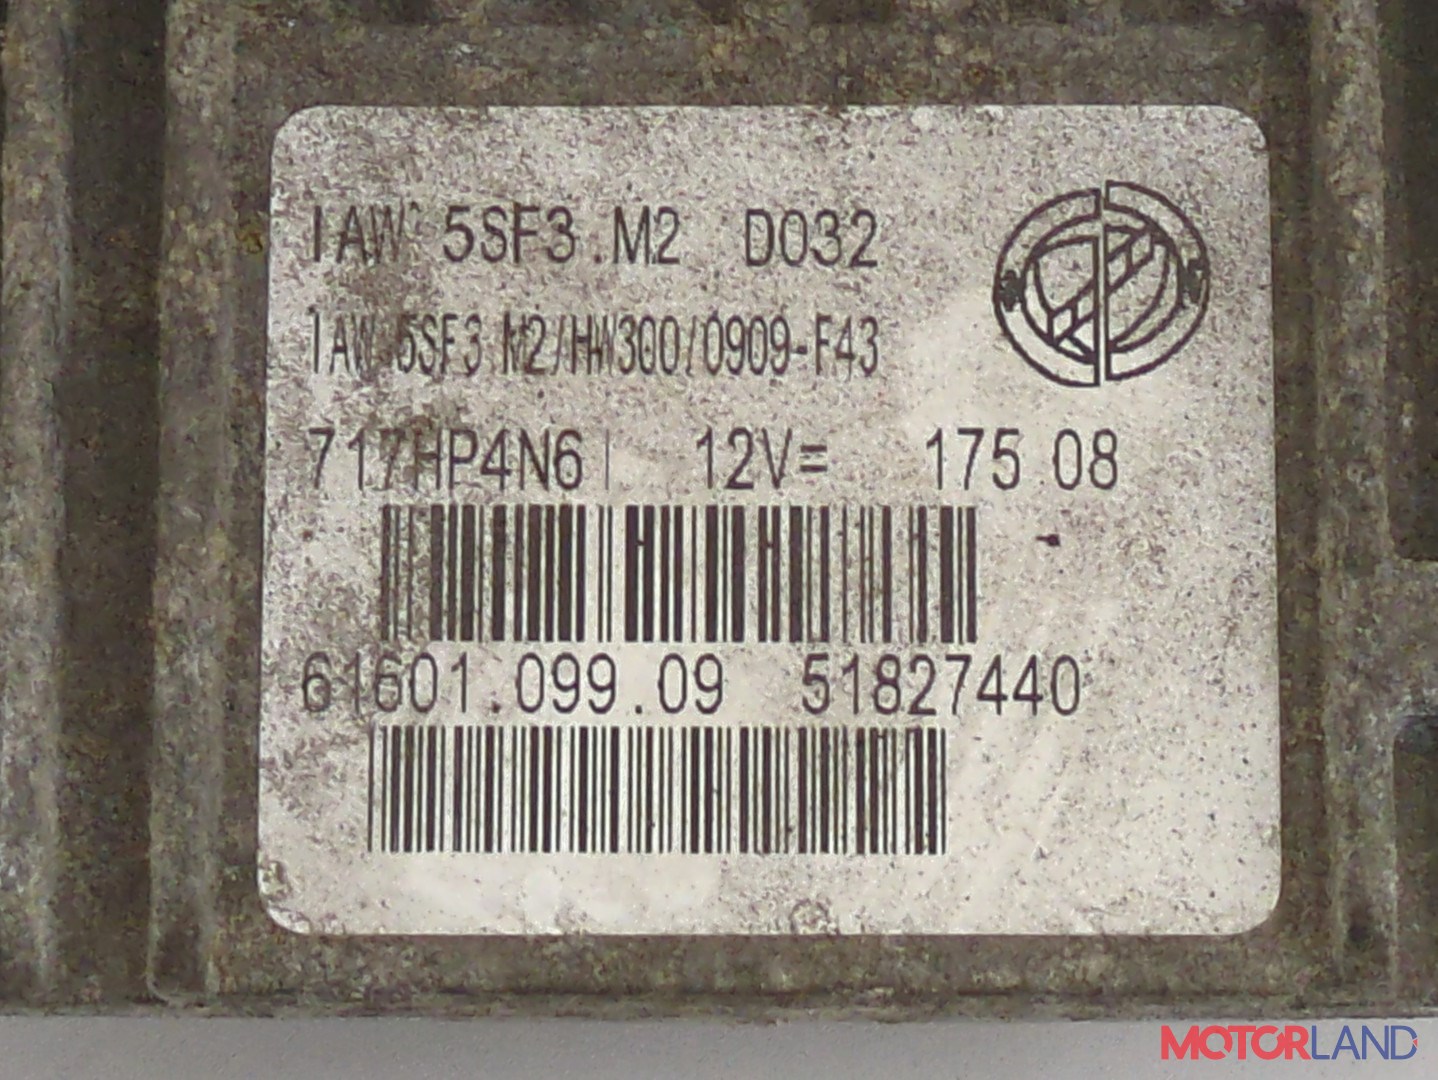 IAW 5SF3.M2 D032
IAW 5SF3.M2/HW300/0909-F43
717HP4N6 12V= 175 08
61601.099.09 51827440
MOTORLAND